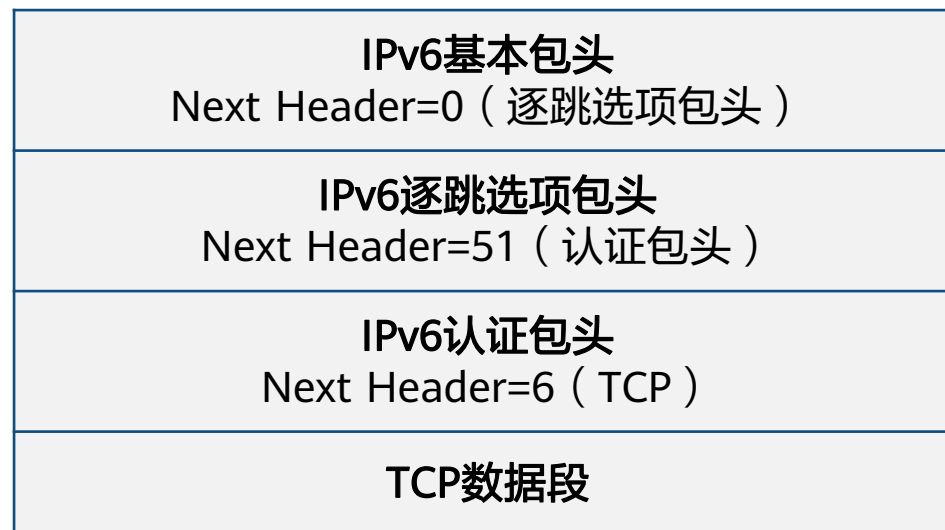 IPv6基本包头
Next Header=0（逐跳选项包头）
IPv6逐跳选项包头
Next Header=51（认证包头）
IPv6认证包头
Next Header=6（TCP）
TCP数据段